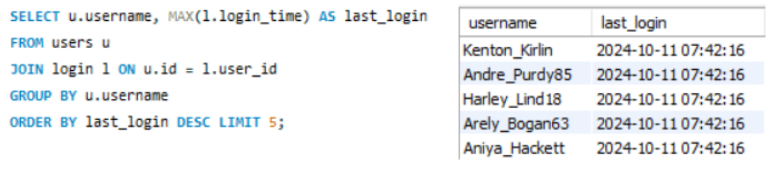 SELECT u.username, MAX(l.login_time) AS last_login
FROM users u
JOIN login l ON u.id = l.user_id
GROUP BY u.username
ORDER BY last_login DESC LIMIT 5;
username last_login
Kenton_Kirlin 2024-10-11 07:42:16
Andre_Purdy85 2024-10-11 07:42:16
Harley_Lind18 2024-10-11 07:42:16
Arely_Bogan63 2024-10-11 07:42:16
Aniya_Hackett 2024-10-11 07:42:16